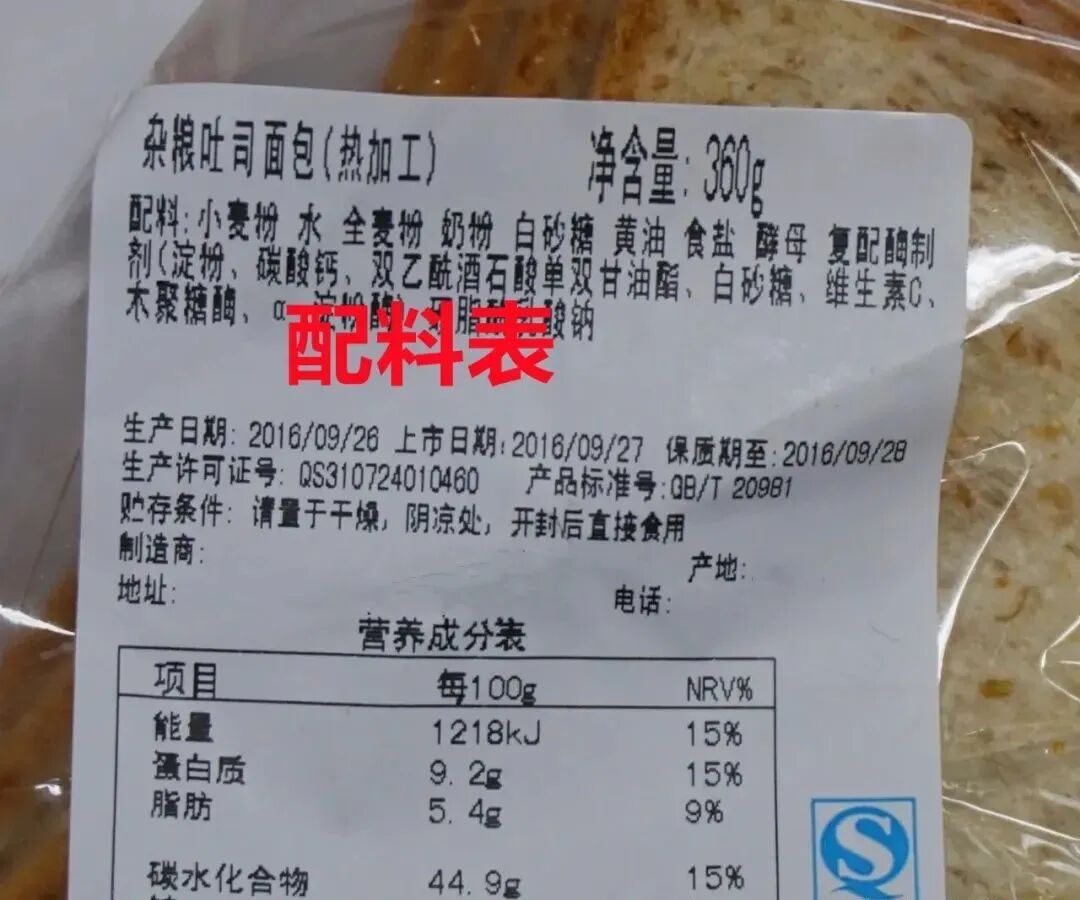 杂粮吐司面包(热加工) 净含量: 360g
配料: 小麦粉 水 全麦粉 奶粉 白砂糖 黄油 食盐 酵母 复配酶制
剂(淀粉、碳酸钙、双乙酰酒石酸单双甘油酯、白砂糖、维生素C、
木聚糖酶、α 淀粉酶) 脂酰乳酸钠
配料表
生产日期: 2016/09/26 上市日期: 2016/09/27 保质期至: 2016/09/28
生产许可证号: QS310724010460 产品标准号: GB/T 20981
贮存条件: 请置于干燥, 阴凉处, 开封后直接食用
制造商: 产地:
地址: 电话:
营养成分表
项目 每100g NRV%
能量 1218kJ 15%
蛋白质 9.2g 15%
脂肪 5.4g 9%
碳水化合物 44.9g 15%